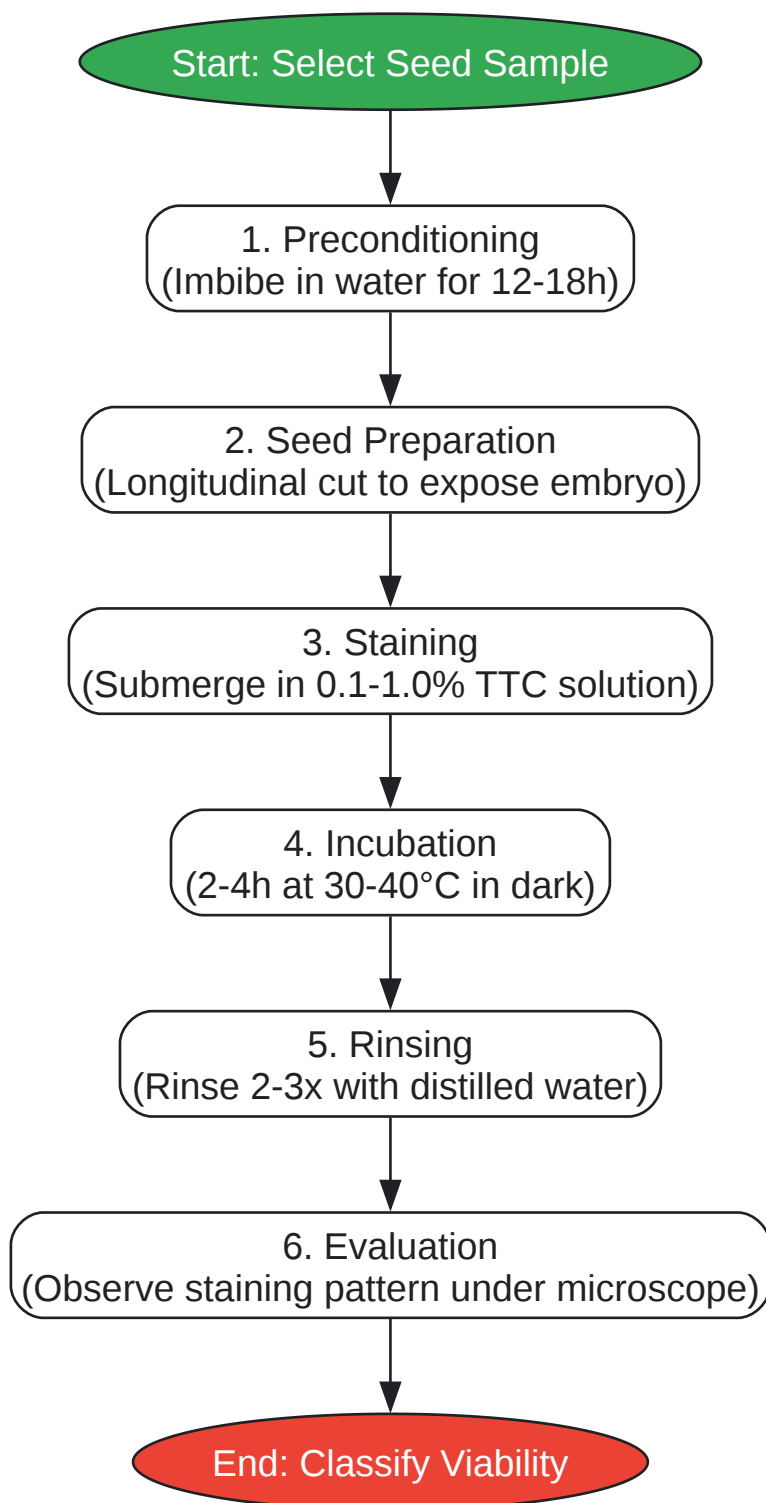 Start: Select Seed Sample
1. Preconditioning
(Imbibe in water for 12-18h)
2. Seed Preparation
(Longitudinal cut to expose embryo)
3. Staining
(Submerge in 0.1-1.0% TTC solution)
4. Incubation
(2-4h at 30-40°C in dark)
5. Rinsing
(Rinse 2-3x with distilled water)
6. Evaluation
(Observe staining pattern under microscope)
End: Classify Viability